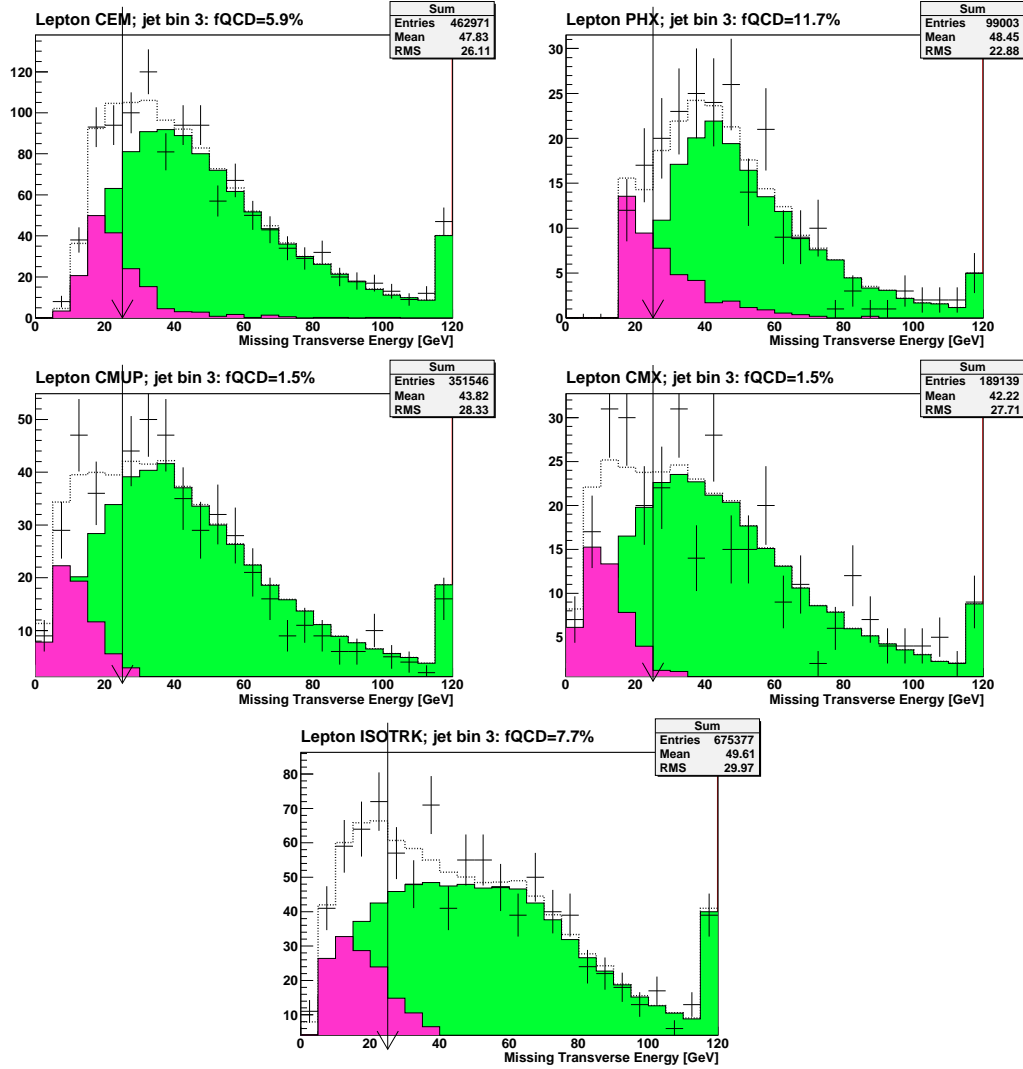 Lepton CEM; jet bin 3: fQCD=5.9%
Sum
Entries 462971
Mean 47.83
RMS 26.11
120
100
80
60
40
20
0
0 20 40 60 80 100 120
Missing Transverse Energy [GeV]
Lepton PHX; jet bin 3: fQCD=11.7%
Sum
Entries 99003
Mean 48.45
RMS 22.88
30
25
20
15
10
5
0
0 20 40 60 80 100 120
Missing Transverse Energy [GeV]
Lepton CMUP; jet bin 3: fQCD=1.5%
Sum
Entries 351546
Mean 43.82
RMS 28.33
50
40
30
20
10
0 20 40 60 80 100 120
Missing Transverse Energy [GeV]
Lepton CMX; jet bin 3: fQCD=1.5%
Sum
Entries 189139
Mean 42.22
RMS 27.71
30
25
20
15
10
5
0 20 40 60 80 100 120
Missing Transverse Energy [GeV]
Lepton ISOTRK; jet bin 3: fQCD=7.7%
Sum
Entries 675377
Mean 49.61
RMS 29.97
80
70
60
50
40
30
20
10
0 20 40 60 80 100 120
Missing Transverse Energy [GeV]